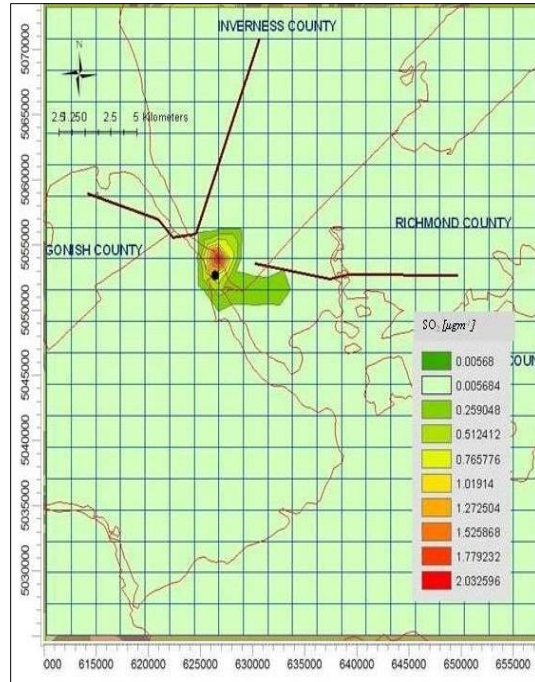 INVERNESS COUNTY
N
2.5 1.25 0 2.5 5 Kilometers
RICHMOND COUNTY
GONISH COUNTY
SO2 [µgm-3]
0.00568
0.005684
0.259048
0.512412
0.765776
1.01914
1.272504
1.525868
1.779232
2.032596
COUN
5070000
5065000
5060000
5055000
5050000
5045000
5040000
5035000
5030000
000 615000 620000 625000 630000 635000 640000 645000 650000 655000